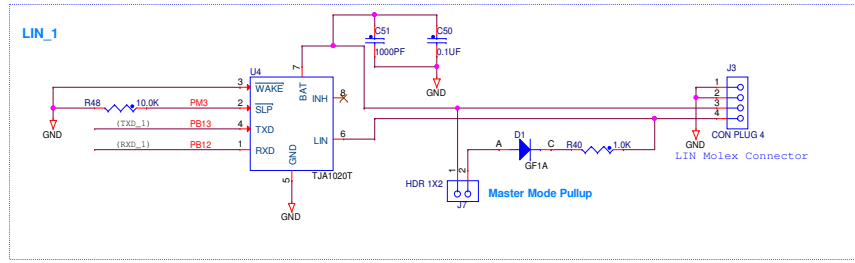 LIN_1
C51
1000PF
C50
0.1UF
U4
7
BAT
3
WAKE
INH
8
R48
10.0K
PM3
2
SLP
GND
(TXD_1)
PB13
4
TXD
LIN
6
(RXD_1)
PB12
1
RXD
GND
TJA1020T
5
GND
GND
J3
1
2
3
4
GND
CON PLUG 4
LIN Molex Connector
D1
A
C
GF1A
R40
1.0K
HDR 1X2
1
2
J7
Master Mode Pullup